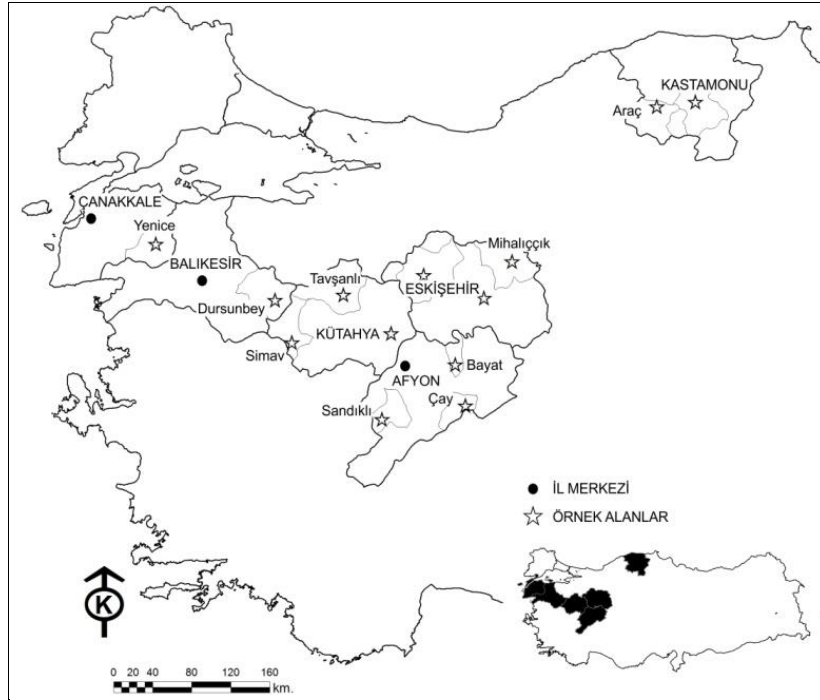 KASTAMONU
Araç
ÇANAKKALE
Yenice
Mihalıççık
BALIKESİR
Tavşanlı
ESKİŞEHİR
Dursunbey
KÜTAHYA
Simav
Bayat
AFYON
Sandıklı
Çay
İL MERKEZİ
ÖRNEK ALANLAR
K
0 20 40 80 120 160
km.